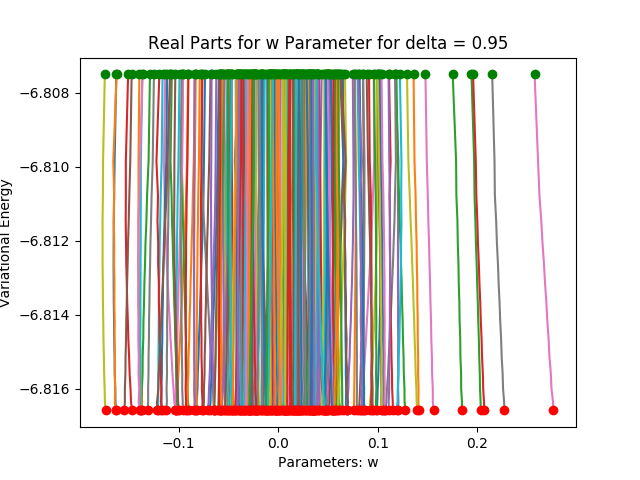 Real Parts for w Parameter for delta = 0.95
Variational Energy
−6.808
−6.810
−6.812
−6.814
−6.816
−0.1 0.0 0.1 0.2
Parameters: w